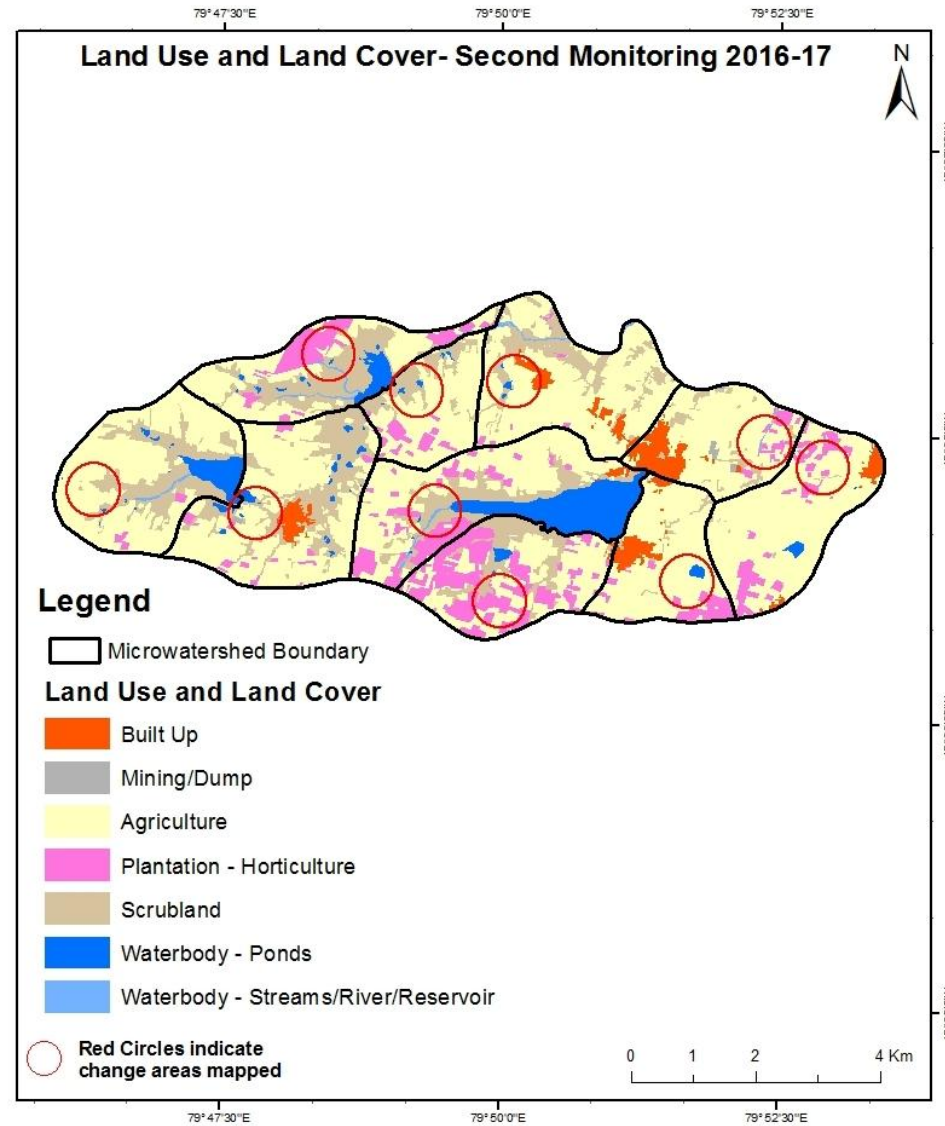 79°47'30"E 79°50'0"E 79°52'30"E
Land Use and Land Cover- Second Monitoring 2016-17
N
Legend
Microwatershed Boundary
Land Use and Land Cover
Built Up
Mining/Dump
Agriculture
Plantation - Horticulture
Scrubland
Waterbody - Ponds
Waterbody - Streams/River/Reservoir
Red Circles indicate
change areas mapped
0 1 2 4 Km
79°47'30"E 79°50'0"E 79°52'30"E